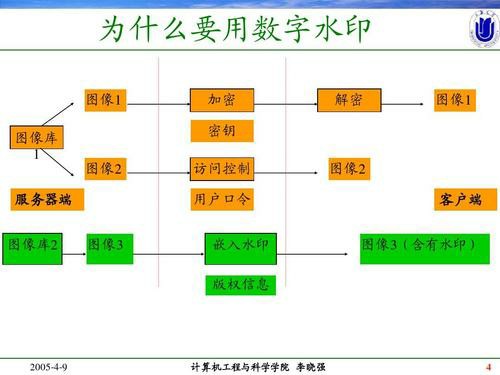 为什么要用数字水印
图像1 加密 解密 图像1
密钥
图像库
1
图像2 访问控制 图像2
服务器端 用户口令 客户端
图像库2 图像3 嵌入水印 图像3（含有水印）
版权信息
2005-4-9 计算机工程与科学学院 李晓强 4